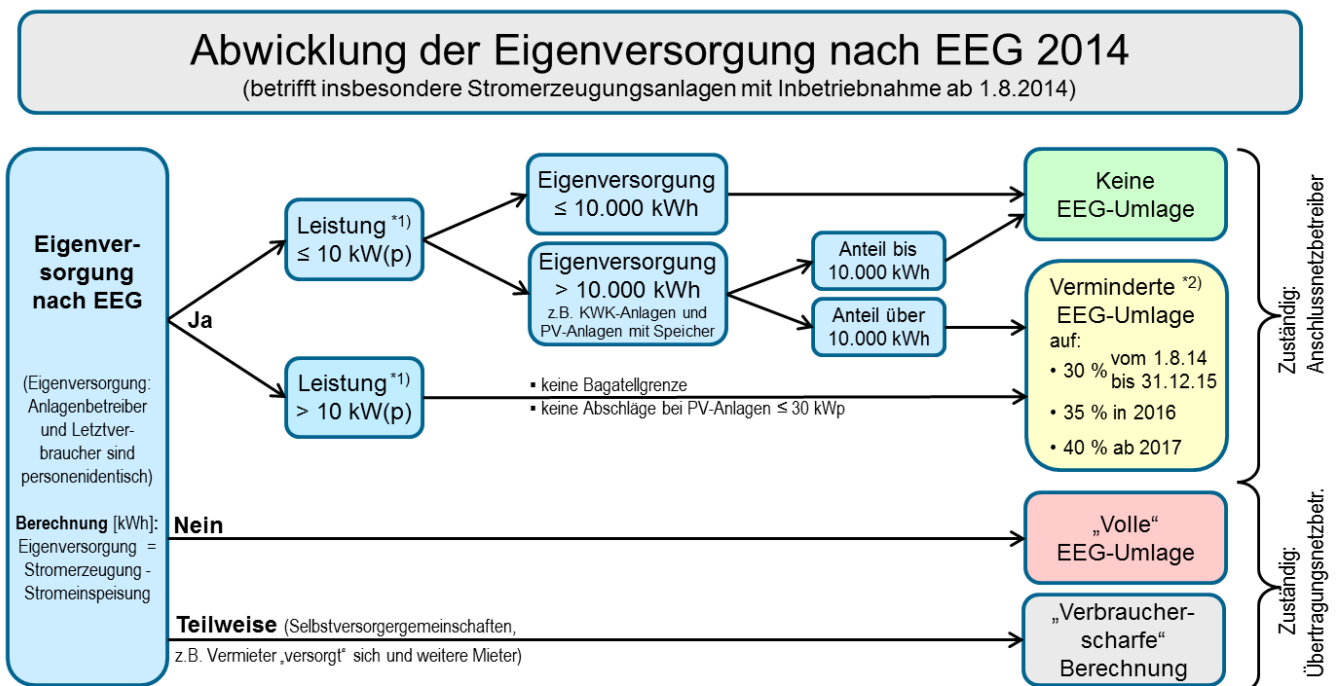 Abwicklung der Eigenversorgung nach EEG 2014
(betrifft insbesondere Stromerzeugungsanlagen mit Inbetriebnahme ab 1.8.2014)
Eigenver-
sorgung
nach EEG
(Eigenversorgung:
Anlagenbetreiber
und Letztver-
braucher sind
personenidentisch)
Berechnung [kWh]:
Eigenversorgung =
Stromerzeugung -
Stromeinspeisung
Ja
Leistung *1)
≤ 10 kW(p)
Eigenversorgung
≤ 10.000 kWh
Eigenversorgung
> 10.000 kWh
z.B. KWK-Anlagen und
PV-Anlagen mit Speicher
Anteil bis
10.000 kWh
Anteil über
10.000 kWh
Keine
EEG-Umlage
Leistung *1)
> 10 kW(p)
▪ keine Bagatellgrenze
▪ keine Abschläge bei PV-Anlagen ≤ 30 kWp
Verminderte *2)
EEG-Umlage
auf:
• 30 % vom 1.8.14
bis 31.12.15
• 35 % in 2016
• 40 % ab 2017
Zuständig:
Anschlussnetzbetreiber
Nein
„Volle“
EEG-Umlage
Teilweise (Selbstversorgergemeinschaften,
z.B. Vermieter „versorgt“ sich und weitere Mieter)
„Verbraucher-
scharfe“
Berechnung
Zuständig:
Übertragungsnetzbetr.